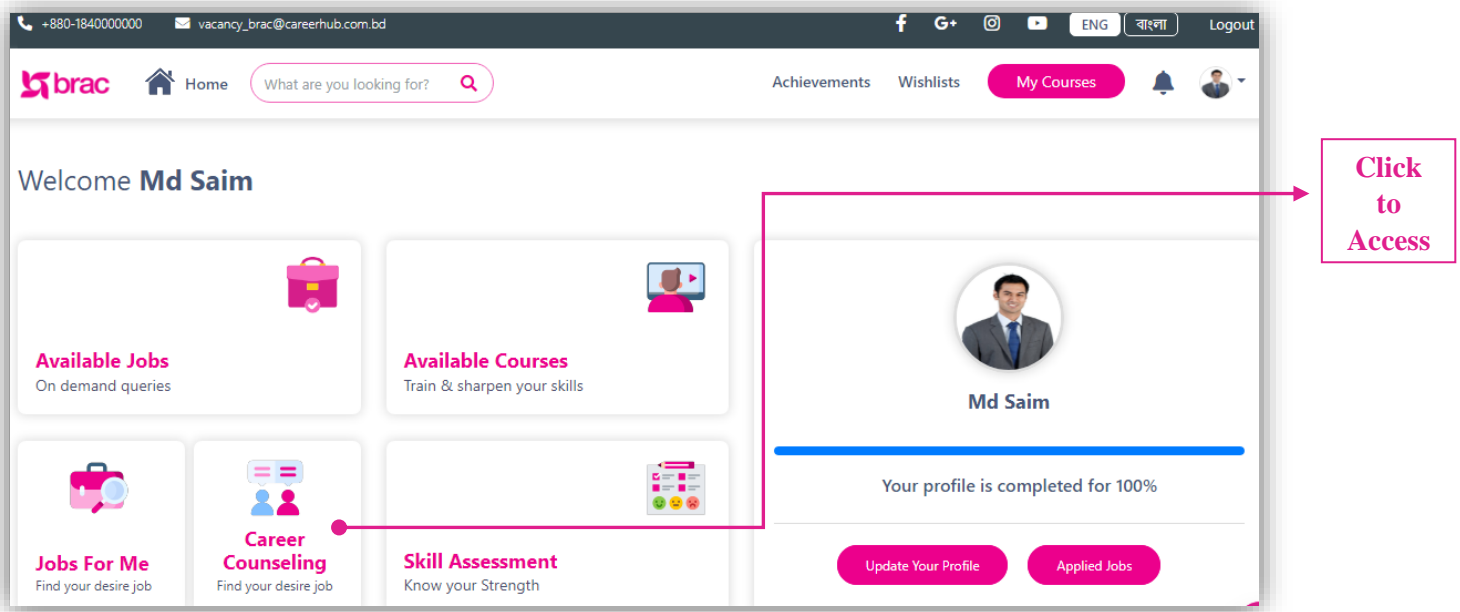 +880-1840000000 vacancy_brac@careerhub.com.bd G+ ENG বাংলা Logout
brac Home What are you looking for? Achievements Wishlists My Courses
Welcome Md Saim
Click
to
Access
Available Jobs
On demand queries
Available Courses
Train & sharpen your skills
Md Saim
Your profile is completed for 100%
Jobs For Me
Find your desire job
Career
Counseling
Find your desire job
Skill Assessment
Know your Strength
Update Your Profile Applied Jobs